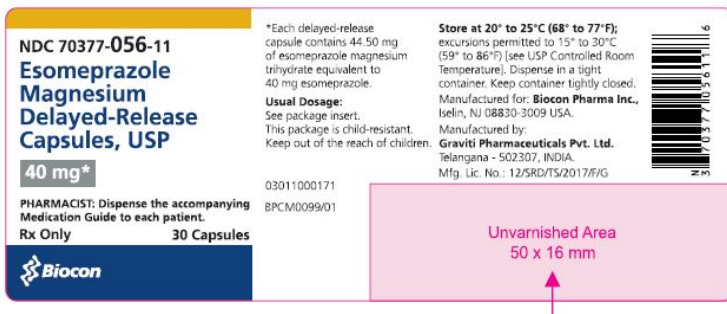 NDC 70377-056-11
Esomeprazole
Magnesium
Delayed-Release
Capsules, USP
40 mg*
PHARMACIST: Dispense the accompanying
Medication Guide to each patient.
Rx Only 30 Capsules
Biocon
*Each delayed-release
capsule contains 44.50 mg
of esomeprazole magnesium
trihydrate equivalent to
40 mg esomeprazole.
Usual Dosage:
See package insert.
This package is child-resistant.
Keep out of the reach of children.
03011000171
BPCM0099/01
Store at 20° to 25°C (68° to 77°F);
excursions permitted to 15° to 30°C
(59° to 86°F) [see USP Controlled Room
Temperature]. Dispense in a tight
container. Keep container tightly closed.
Manufactured for: Biocon Pharma Inc.,
Iselin, NJ 08830-3009 USA.
Manufactured by:
Graviti Pharmaceuticals Pvt. Ltd.
Telangana - 502307, INDIA.
Mfg. Lic. No.: 12/SRD/TS/2017/F/G
N 3 70377 05611 6
Unvarnished Area
50 x 16 mm